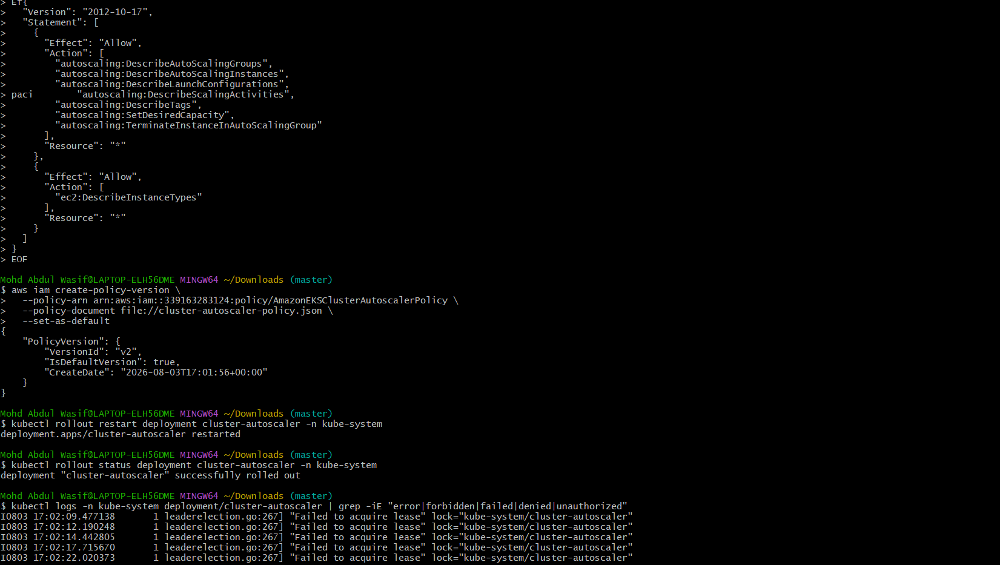 > Ef{
>   "Version": "2012-10-17",
>   "Statement": [
>     {
>       "Effect": "Allow",
>       "Action": [
>         "autoscaling:DescribeAutoScalingGroups",
>         "autoscaling:DescribeAutoScalingInstances",
>         "autoscaling:DescribeLaunchConfigurations",
> paci        "autoscaling:DescribeScalingActivities",
>         "autoscaling:DescribeTags",
>         "autoscaling:SetDesiredCapacity",
>         "autoscaling:TerminateInstanceInAutoScalingGroup"
>       ],
>       "Resource": "*"
>     },
>     {
>       "Effect": "Allow",
>       "Action": [
>         "ec2:DescribeInstanceTypes"
>       ],
>       "Resource": "*"
>     }
>   ]
> }
> EOF

Mohd Abdul Wasif@LAPTOP-ELH56DME MINGW64 ~/Downloads (master)
$ aws iam create-policy-version \
>   --policy-arn arn:aws:iam::339163283124:policy/AmazonEKSClusterAutoscalerPolicy \
>   --policy-document file://cluster-autoscaler-policy.json \
>   --set-as-default
{
    "PolicyVersion": {
        "VersionId": "v2",
        "IsDefaultVersion": true,
        "CreateDate": "2026-08-03T17:01:56+00:00"
    }
}

Mohd Abdul Wasif@LAPTOP-ELH56DME MINGW64 ~/Downloads (master)
$ kubectl rollout restart deployment cluster-autoscaler -n kube-system
deployment.apps/cluster-autoscaler restarted

Mohd Abdul Wasif@LAPTOP-ELH56DME MINGW64 ~/Downloads (master)
$ kubectl rollout status deployment cluster-autoscaler -n kube-system
deployment "cluster-autoscaler" successfully rolled out

Mohd Abdul Wasif@LAPTOP-ELH56DME MINGW64 ~/Downloads (master)
$ kubectl logs -n kube-system deployment/cluster-autoscaler | grep -iE "error|forbidden|failed|denied|unauthorized"
I0803 17:02:09.477138       1 leaderelection.go:267] "Failed to acquire lease" lock="kube-system/cluster-autoscaler"
I0803 17:02:12.190248       1 leaderelection.go:267] "Failed to acquire lease" lock="kube-system/cluster-autoscaler"
I0803 17:02:14.442805       1 leaderelection.go:267] "Failed to acquire lease" lock="kube-system/cluster-autoscaler"
I0803 17:02:17.715670       1 leaderelection.go:267] "Failed to acquire lease" lock="kube-system/cluster-autoscaler"
I0803 17:02:22.020373       1 leaderelection.go:267] "Failed to acquire lease" lock="kube-system/cluster-autoscaler"